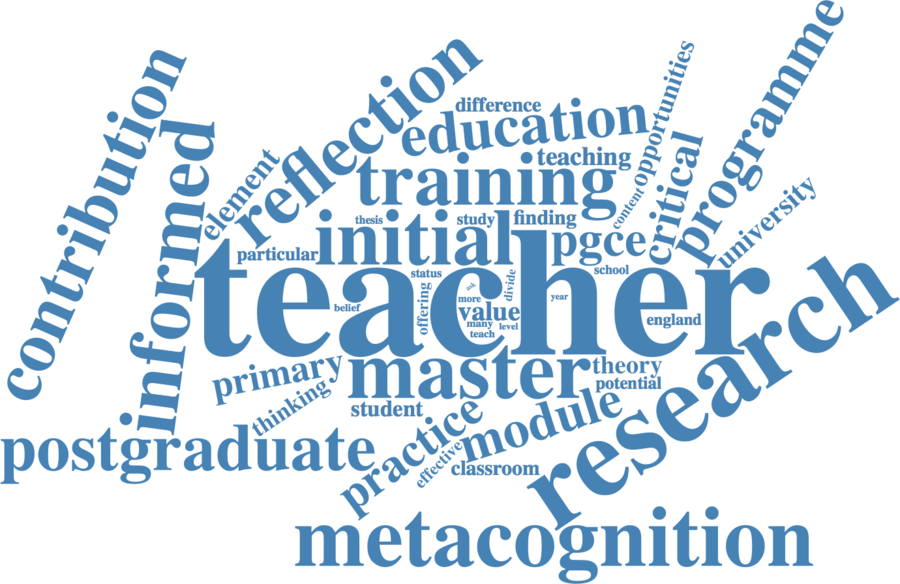 programme
contribution
reflection
opportunities
difference
education
informed
teaching
critical
element
training
content
university
thesis
study
finding
initial
pgce
particular
teacher
status
school
divide
offering
more
year
belief
value
many
level
teach
england
research
primary
master
theory
potential
thinking
student
practice
module
postgraduate
effective
classroom
metacognition